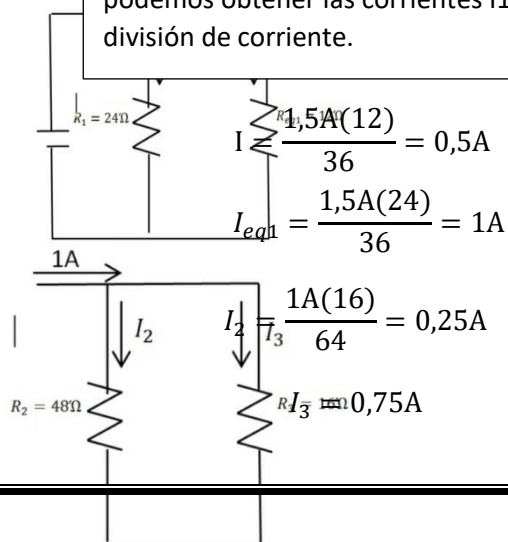 podemos obtener las corrientes I1
división de corriente.
R₁ = 24Ω
I = 1,5A(12)/36 = 0,5A
I_eq1 = 1,5A(24)/36 = 1A
1A
I₂
I₃
I₂ = 1A(16)/64 = 0,25A
R₂ = 48Ω
I₃ = 0,75A